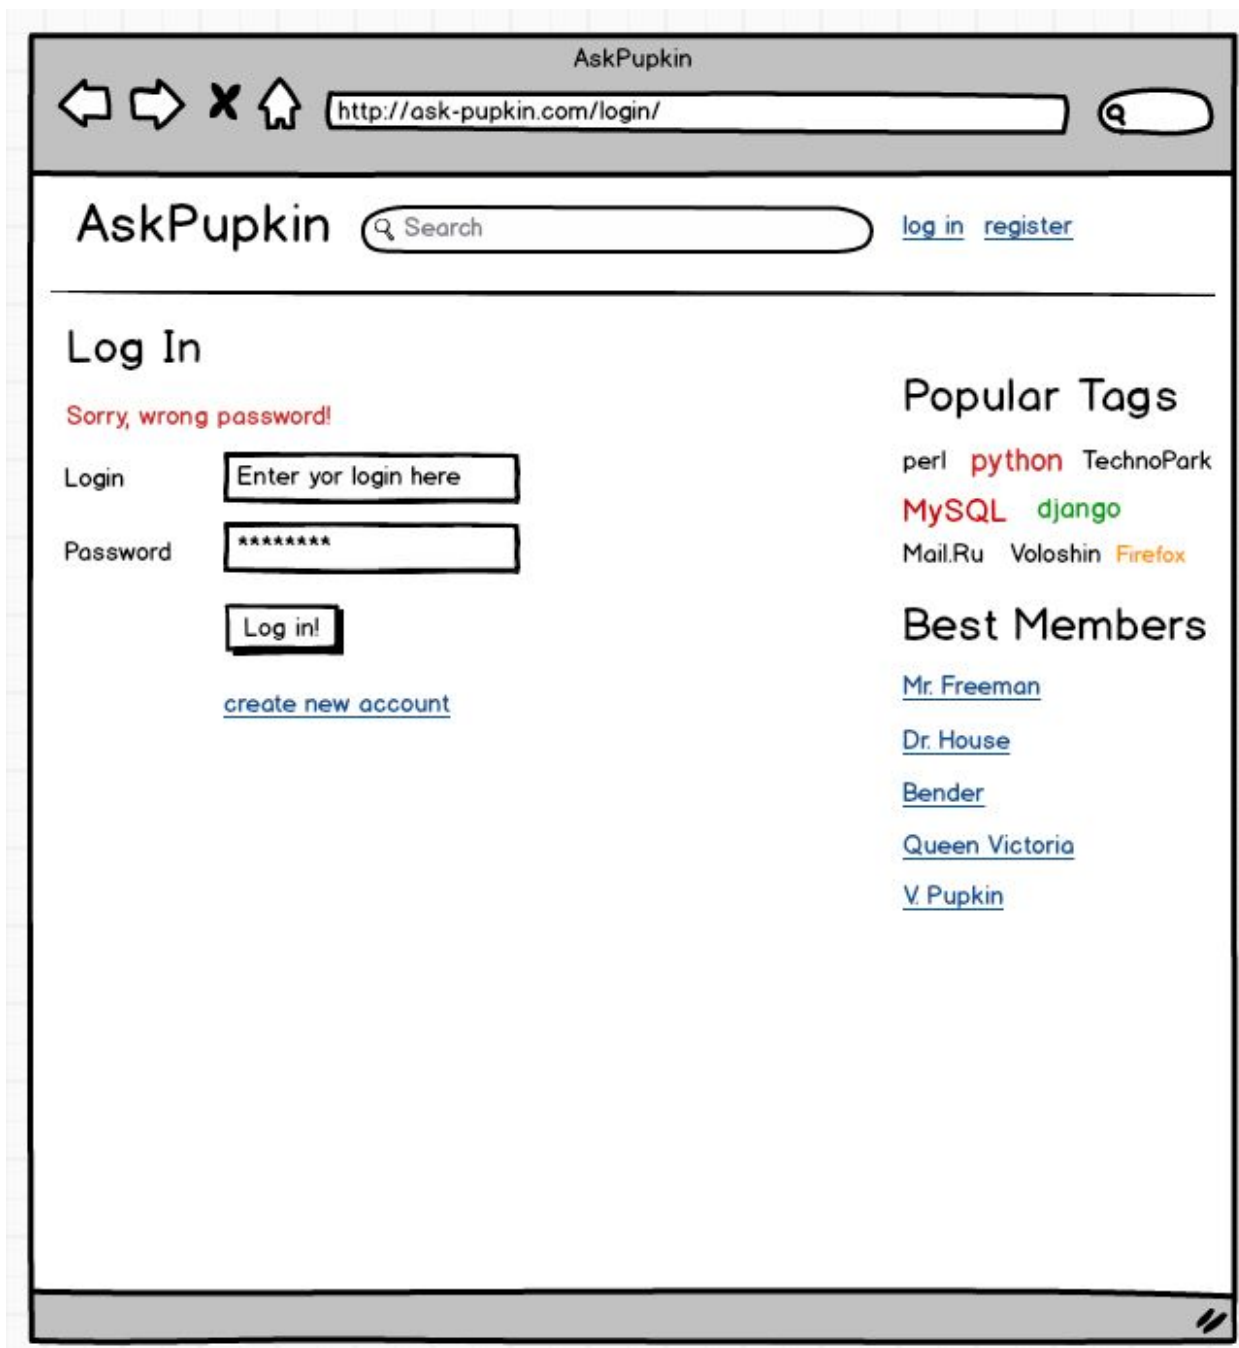 AskPupkin
http://ask-pupkin.com/login/
AskPupkin Search log in register
Log In
Sorry, wrong password!
Login Enter yor login here
Password ********
Log in!
create new account
Popular Tags
perl python TechnoPark
MySQL django
Mail.Ru Voloshin Firefox
Best Members
Mr. Freeman
Dr. House
Bender
Queen Victoria
V. Pupkin